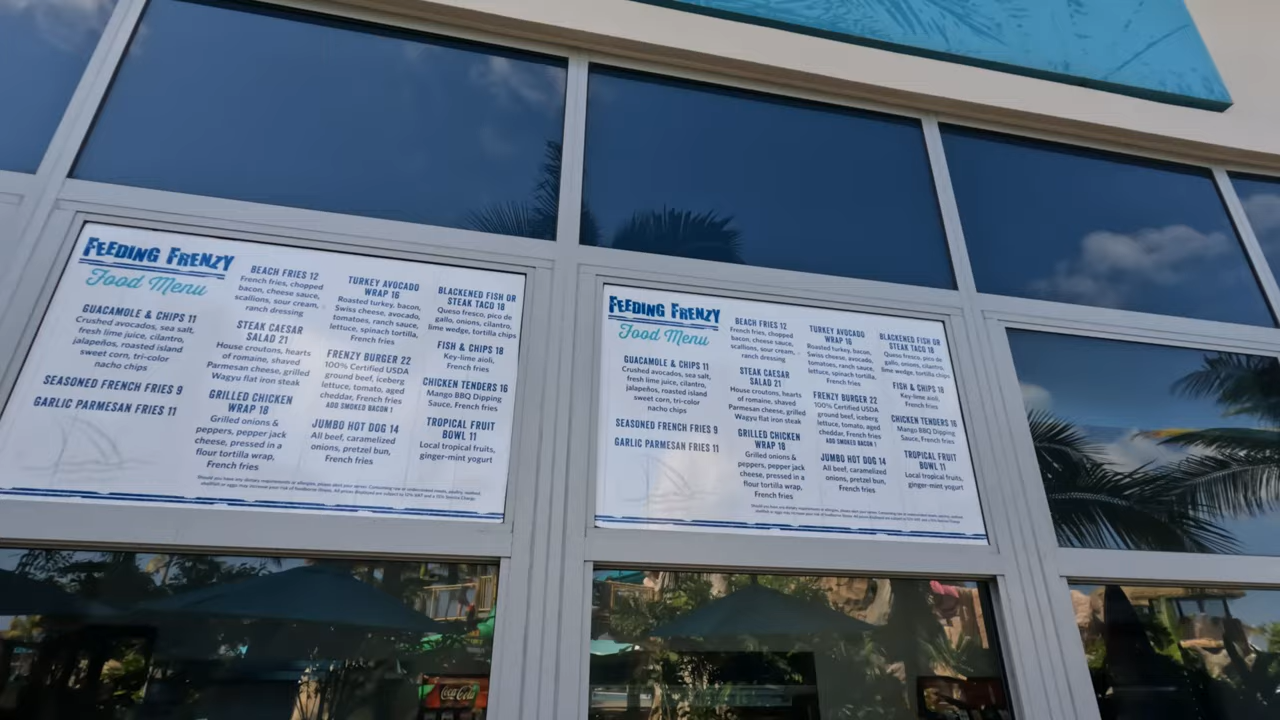 FEEDING FRENZY
Food Menu
GUACAMOLE & CHIPS 11
Crushed avocados, sea salt,
fresh lime juice, cilantro,
jalapeños, roasted island
sweet corn, tri-color
nacho chips
SEASONED FRENCH FRIES 9
GARLIC PARMESAN FRIES 11
BEACH FRIES 12
French fries, chopped
bacon, cheese sauce,
scallions, sour cream,
ranch dressing
STEAK CAESAR
SALAD 21
House croutons, hearts
of romaine, shaved
Parmesan cheese, grilled
Wagyu flat iron steak
GRILLED CHICKEN
WRAP 18
Grilled onions &
peppers, pepper jack
cheese, pressed in a
flour tortilla wrap,
French fries
TURKEY AVOCADO
WRAP 16
Roasted turkey, bacon,
Swiss cheese, avocado,
tomatoes, ranch sauce,
lettuce, spinach tortilla,
French fries
FRENZY BURGER 22
100% Certified USDA
ground beef, iceberg
lettuce, tomato, aged
cheddar, French fries
ADD SMOKED BACON 1
JUMBO HOT DOG 14
All beef, caramelized
onions, pretzel bun,
French fries
BLACKENED FISH OR
STEAK TACO 18
Queso fresco, pico de
gallo, onions, cilantro,
lime wedge, tortilla chips
FISH & CHIPS 18
Key-lime aioli,
French fries
CHICKEN TENDERS 16
Mango BBQ Dipping
Sauce, French fries
TROPICAL FRUIT
BOWL 11
Local tropical fruits,
ginger-mint yogurt
FEEDING FRENZY
Food Menu
GUACAMOLE & CHIPS 11
Crushed avocados, sea salt,
fresh lime juice, cilantro,
jalapeños, roasted island
sweet corn, tri-color
nacho chips
SEASONED FRENCH FRIES 9
GARLIC PARMESAN FRIES 11
BEACH FRIES 12
French fries, chopped
bacon, cheese sauce,
scallions, sour cream,
ranch dressing
STEAK CAESAR
SALAD 21
House croutons, hearts
of romaine, shaved
Parmesan cheese, grilled
Wagyu flat iron steak
GRILLED CHICKEN
WRAP 18
Grilled onions &
peppers, pepper jack
cheese, pressed in a
flour tortilla wrap,
French fries
TURKEY AVOCADO
WRAP 16
Roasted turkey, bacon,
Swiss cheese, avocado,
tomatoes, ranch sauce,
lettuce, spinach tortilla,
French fries
FRENZY BURGER 22
100% Certified USDA
ground beef, iceberg
lettuce, tomato, aged
cheddar, French fries
ADD SMOKED BACON 1
JUMBO HOT DOG 14
All beef, caramelized
onions, pretzel bun,
French fries
BLACKENED FISH OR
STEAK TACO 18
Queso fresco, pico de
gallo, onions, cilantro,
lime wedge, tortilla chips
FISH & CHIPS 18
Key-lime aioli,
French fries
CHICKEN TENDERS 16
Mango BBQ Dipping
Sauce, French fries
TROPICAL FRUIT
BOWL 11
Local tropical fruits,
ginger-mint yogurt
Coca-Cola